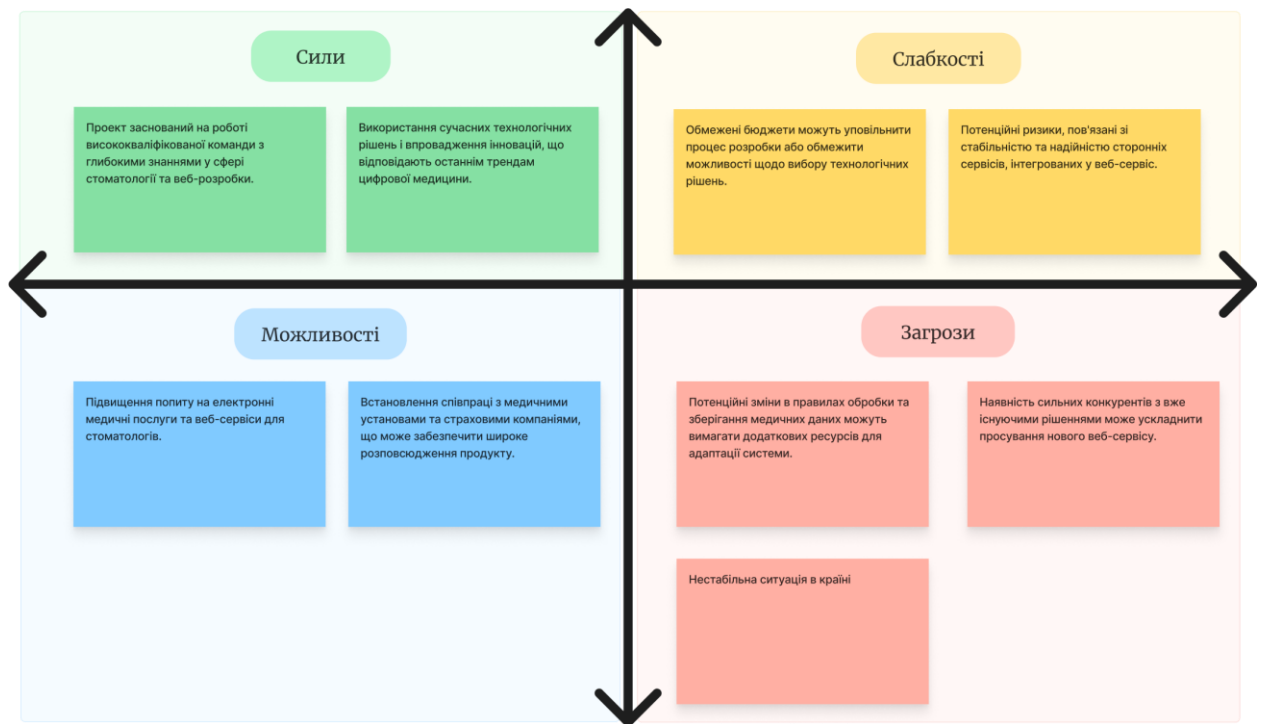 Сили
Проект заснований на роботі
висококваліфікованої команди з
глибокими знаннями у сфері
стоматології та веб-розробки.
Використання сучасних технологічних
рішень і впровадження інновацій, що
відповідають останнім трендам
цифрової медицини.
Слабкості
Обмежені бюджети можуть уповільнити
процес розробки або обмежити
можливості щодо вибору технологічних
рішень.
Потенційні ризики, пов'язані зі
стабільністю та надійністю сторонніх
сервісів, інтегрованих у веб-сервіс.
Можливості
Підвищення попиту на електронні
медичні послуги та веб-сервіси для
стоматологів.
Встановлення співпраці з медичними
установами та страховими компаніями,
що може забезпечити широке
розповсюдження продукту.
Загрози
Потенційні зміни в правилах обробки та
зберігання медичних даних можуть
вимагати додаткових ресурсів для
адаптації системи.
Наявність сильних конкурентів з вже
існуючими рішеннями може ускладнити
просування нового веб-сервісу.
Нестабільна ситуація в країні